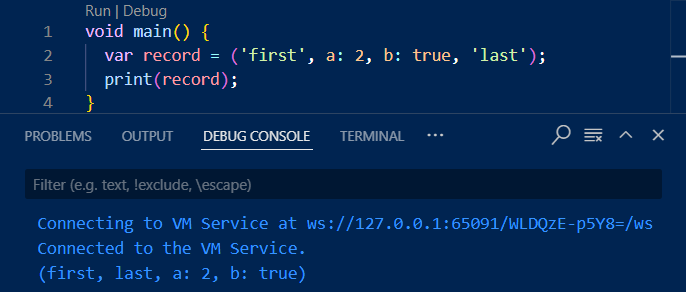 Run | Debug
1 void main() {
2 var record = ('first', a: 2, b: true, 'last');
3 print(record);
4 }
PROBLEMS OUTPUT DEBUG CONSOLE TERMINAL ···
Filter (e.g. text, !exclude, \escape)
Connecting to VM Service at ws://127.0.0.1:65091/WLDQzE-p5Y8=/ws
Connected to the VM Service.
(first, last, a: 2, b: true)